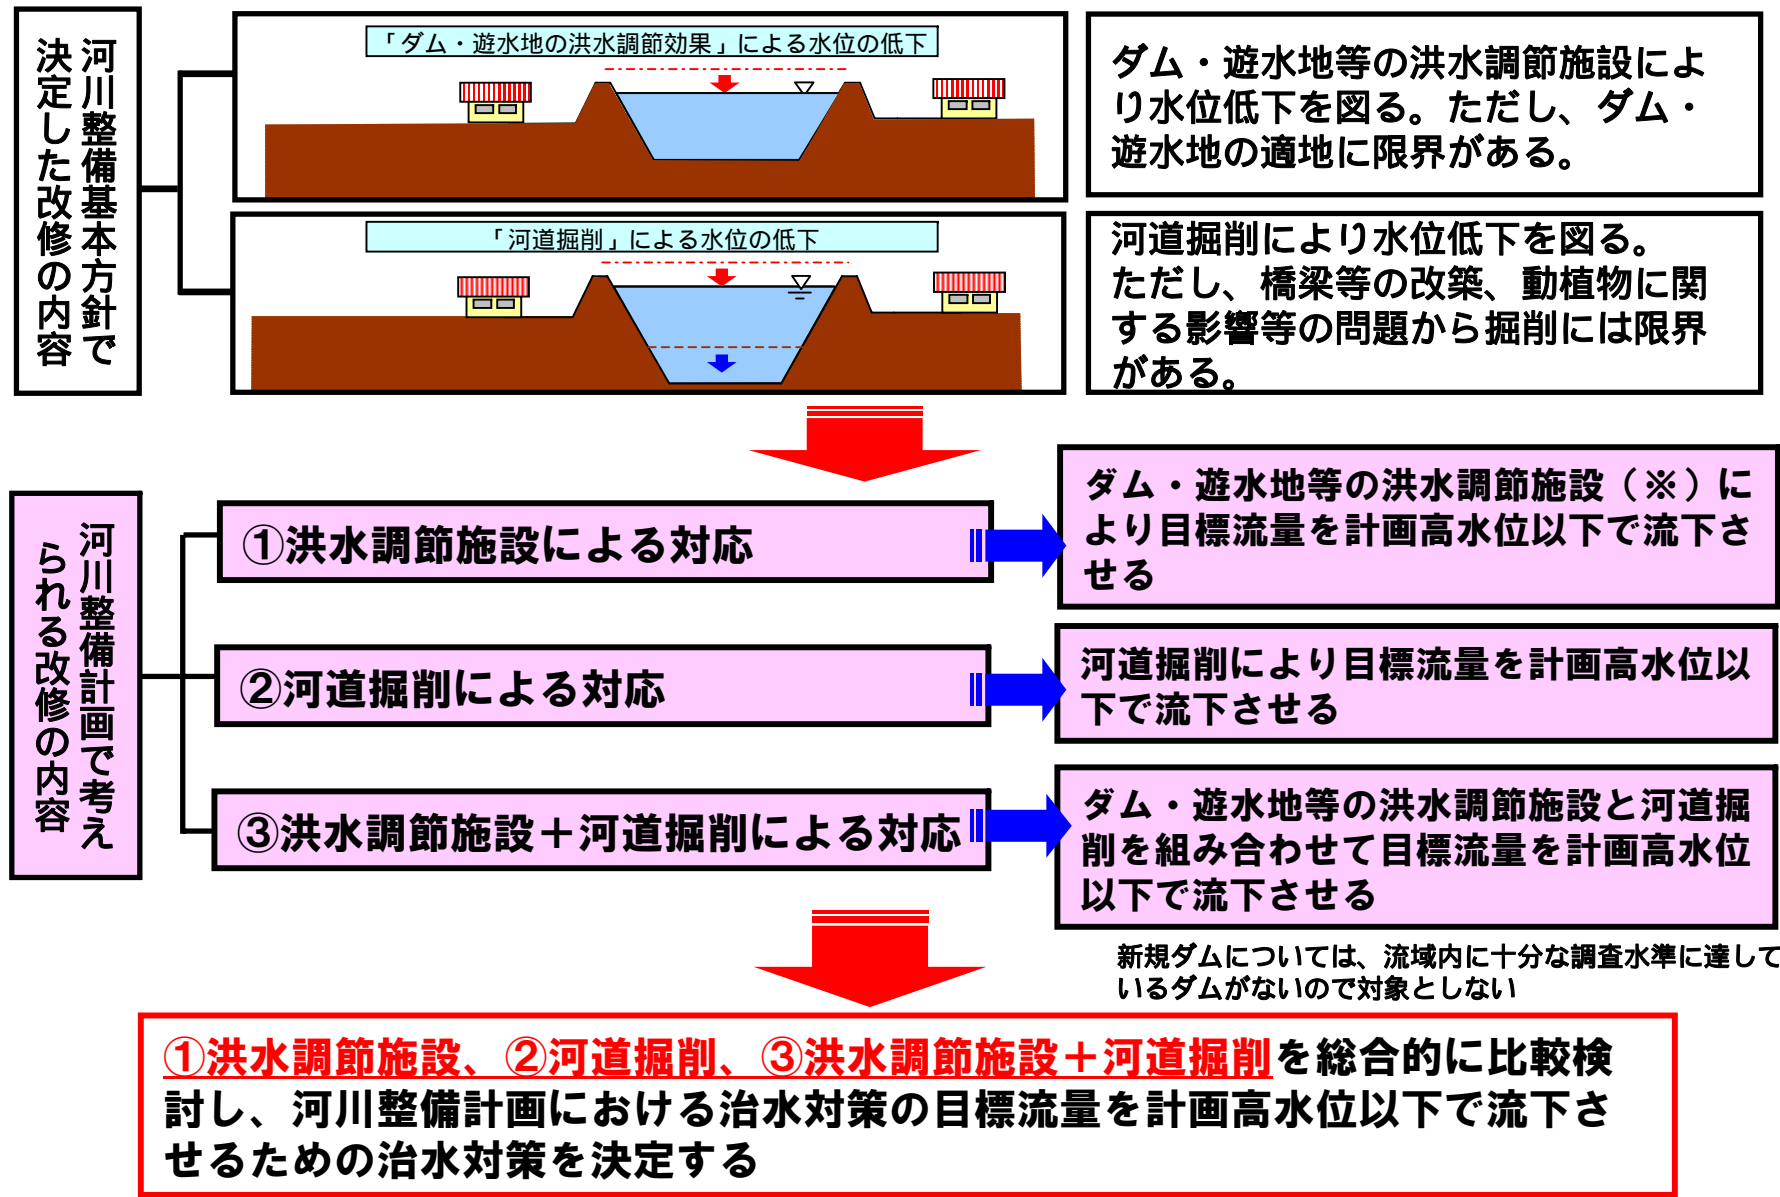 河川整備基本方針で
決定した改修の内容
「ダム・遊水地の洪水調節効果」による水位の低下
ダム・遊水地等の洪水調節施設によ
り水位低下を図る。ただし、ダム・
遊水地の適地に限界がある。
「河道掘削」による水位の低下
河道掘削により水位低下を図る。
ただし、橋梁等の改築、動植物に関
する影響等の問題から掘削には限界
がある。
河川整備計画で考え
られる改修の内容
①洪水調節施設による対応
ダム・遊水地等の洪水調節施設（※）に
より目標流量を計画高水位以下で流下さ
せる
②河道掘削による対応
河道掘削により目標流量を計画高水位以
下で流下させる
③洪水調節施設＋河道掘削による対応
ダム・遊水地等の洪水調節施設と河道掘
削を組み合わせて目標流量を計画高水位
以下で流下させる
新規ダムについては、流域内に十分な調査水準に達して
いるダムがないので対象としない
①洪水調節施設、②河道掘削、③洪水調節施設＋河道掘削を総合的に比較検
討し、河川整備計画における治水対策の目標流量を計画高水位以下で流下さ
せるための治水対策を決定する